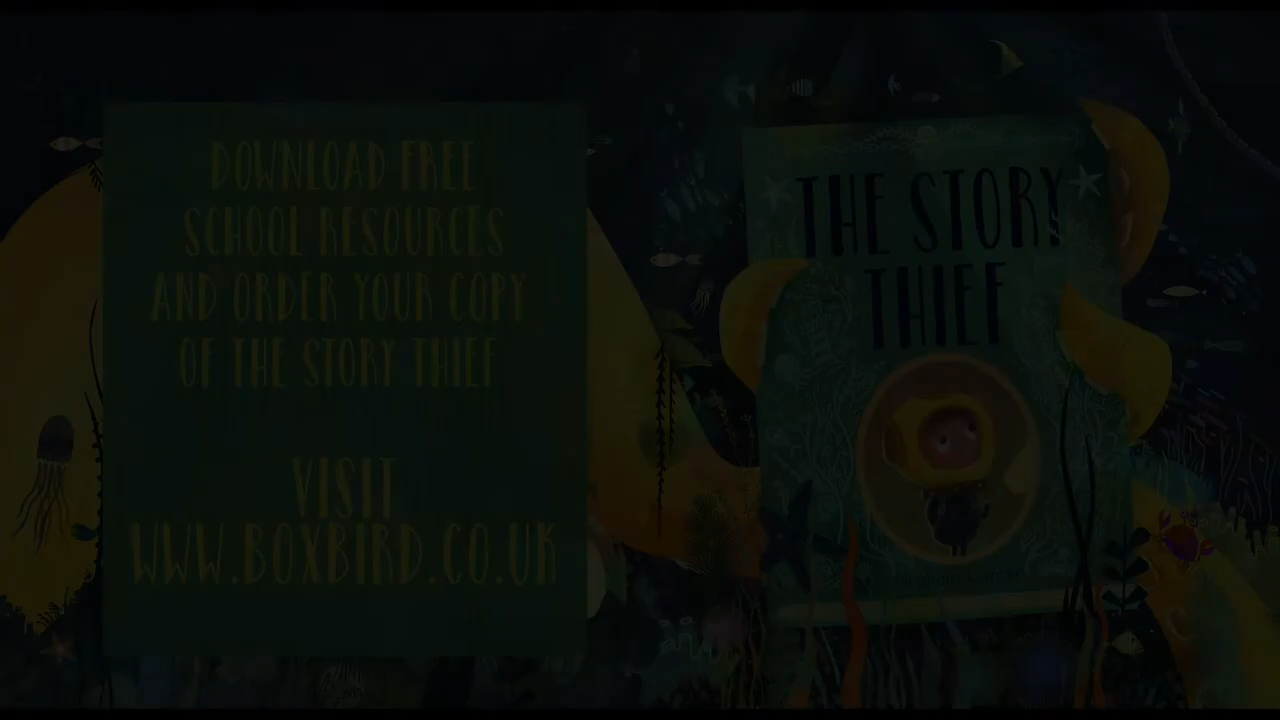 DOWNLOAD FREE
SCHOOL RESOURCES
AND ORDER YOUR COPY
OF THE STORY THIEF
VISIT
WWW.BOXBIRD.CO.UK
THE STORY
THIEF